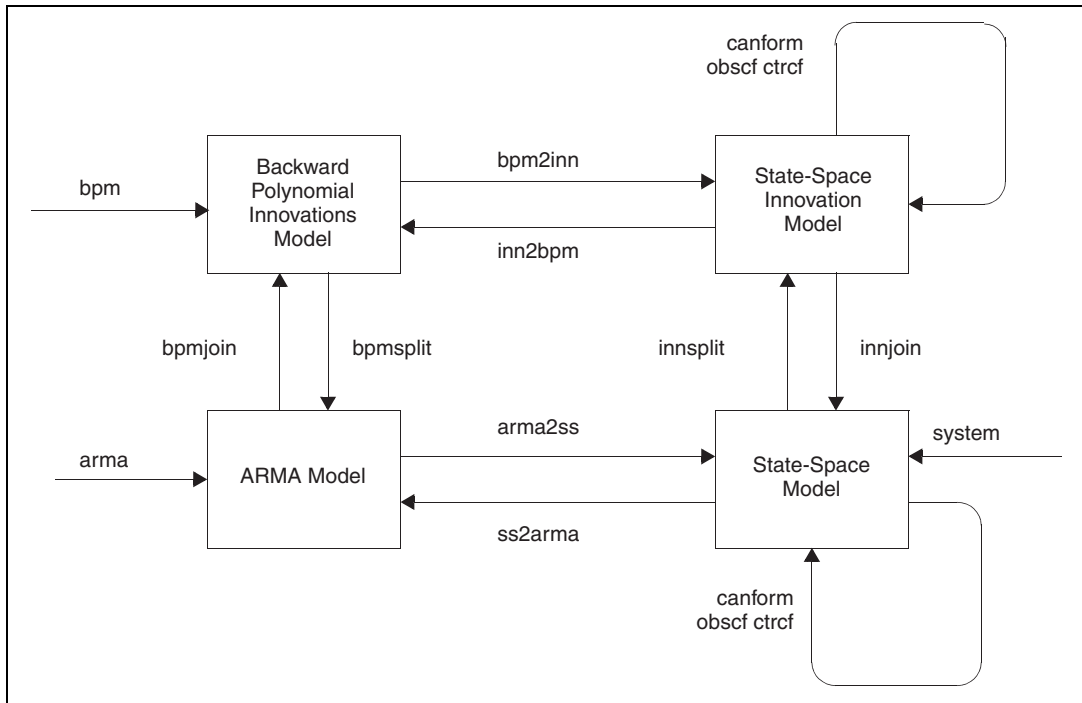 canform
obscf ctrcf
bpm
Backward
Polynomial
Innovations
Model
bpm2inn
inn2bpm
State-Space
Innovation
Model
bpmjoin
bpmsplit
innsplit
innjoin
arma
ARMA Model
arma2ss
ss2arma
State-Space
Model
system
canform
obscf ctrcf